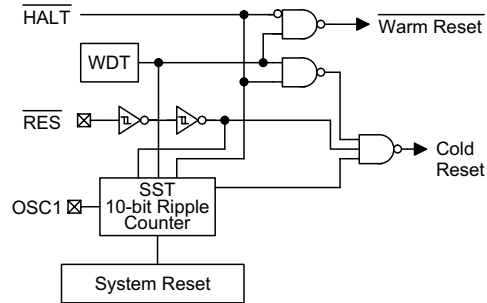 HALT
Warm Reset
WDT
RES
Cold
Reset
SST
10-bit Ripple
Counter
OSC1
System Reset